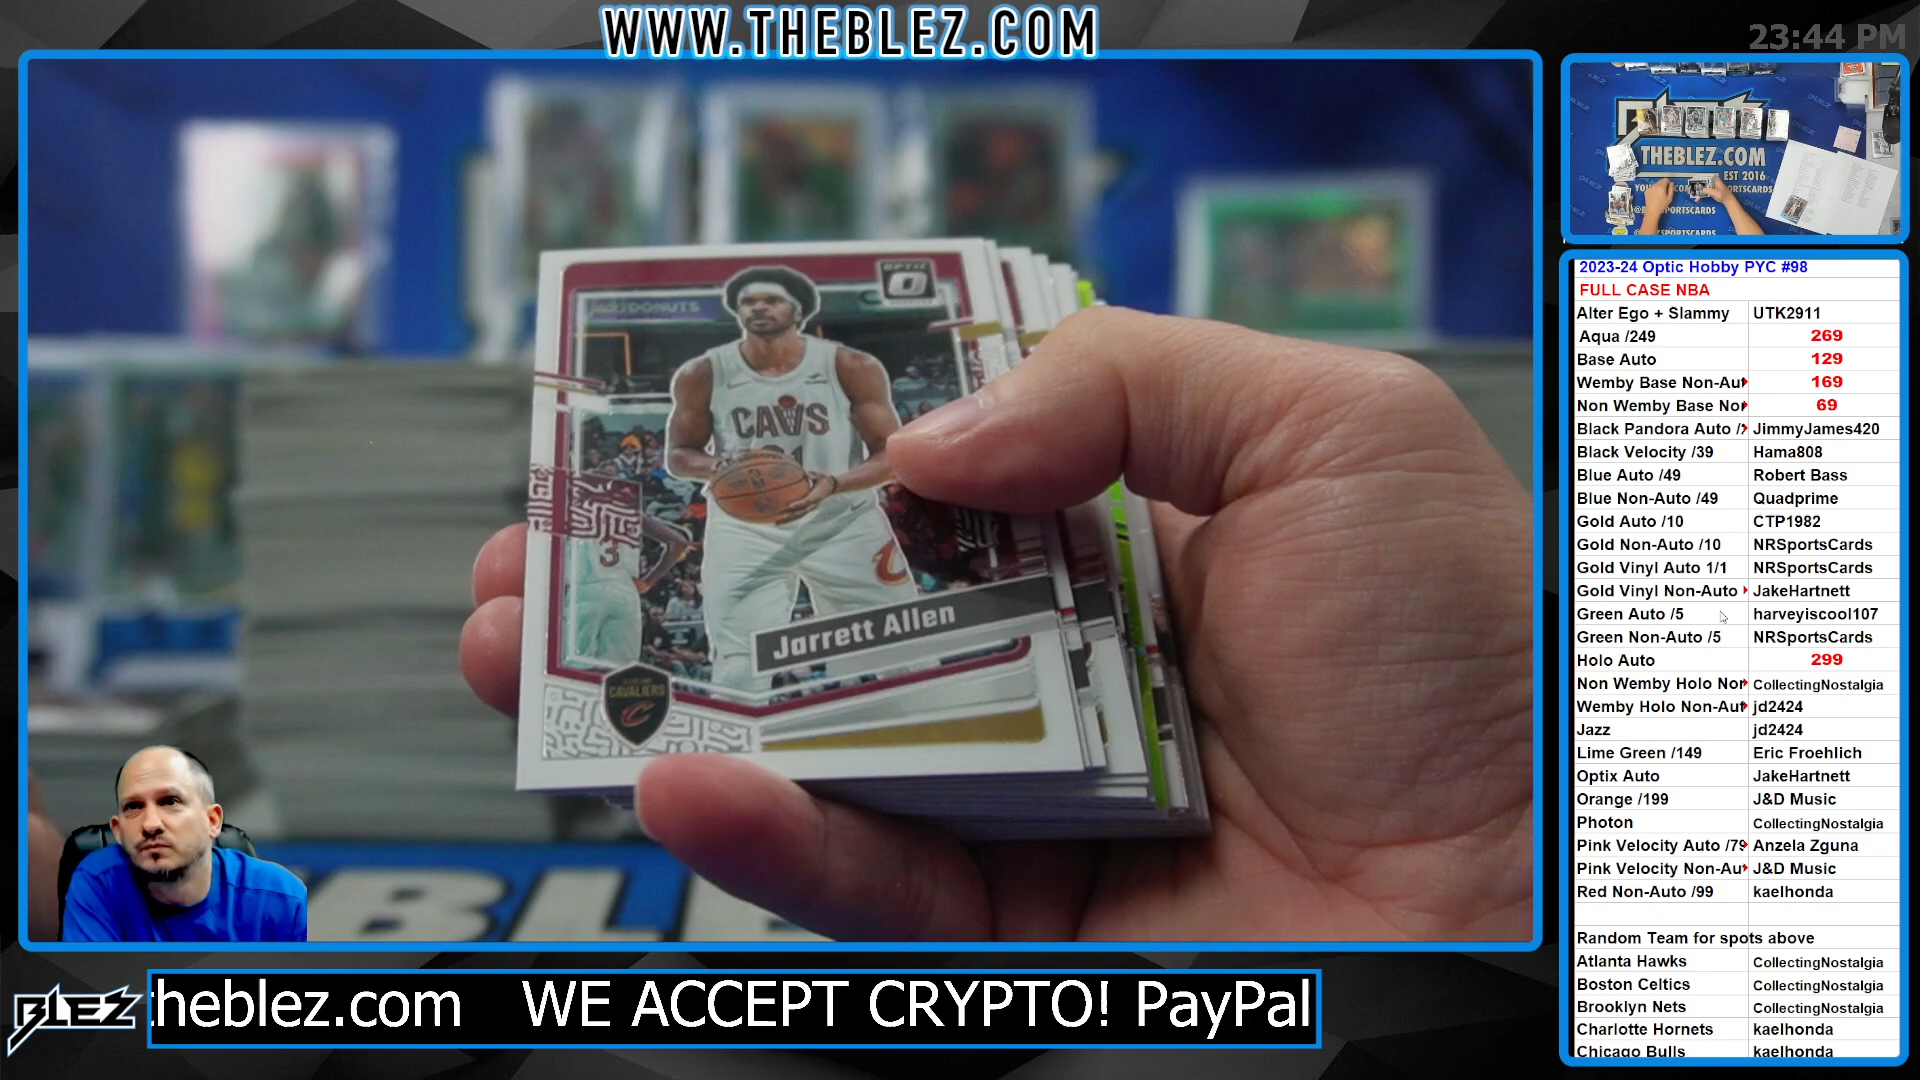 WWW.THEBLEZ.COM
23:44 PM
DONUTS
OPTIC
CAVS
Jarrett Allen
CAVALIERS
THEBLEZ.COM
EST 2016
2023-24 Optic Hobby PYC #98
FULL CASE NBA
Alter Ego + Slammy UTK2911
Aqua /249 269
Base Auto 129
Wemby Base Non-Aut 169
Non Wemby Base Nor 69
Black Pandora Auto / JimmyJames420
Black Velocity /39 Hama808
Blue Auto /49 Robert Bass
Blue Non-Auto /49 Quadprime
Gold Auto /10 CTP1982
Gold Non-Auto /10 NRSportsCards
Gold Vinyl Auto 1/1 NRSportsCards
Gold Vinyl Non-Auto JakeHartnett
Green Auto /5 harveyiscool107
Green Non-Auto /5 NRSportsCards
Holo Auto 299
Non Wemby Holo Nor CollectingNostalgia
Wemby Holo Non-Aut jd2424
Jazz jd2424
Lime Green /149 Eric Froehlich
Optix Auto JakeHartnett
Orange /199 J&D Music
Photon CollectingNostalgia
Pink Velocity Auto /79 Anzela Zguna
Pink Velocity Non-Au J&D Music
Red Non-Auto /99 kaelhonda
Random Team for spots above
Atlanta Hawks CollectingNostalgia
Boston Celtics CollectingNostalgia
Brooklyn Nets CollectingNostalgia
Charlotte Hornets kaelhonda
Chicago Bulls kaelhonda
BLEZ
theblez.com WE ACCEPT CRYPTO! PayPal